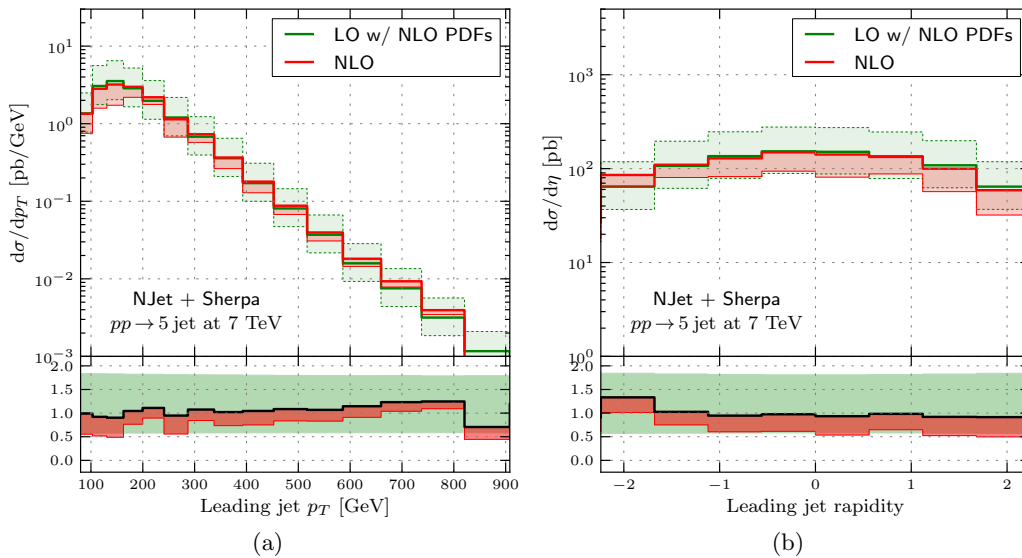 LO w/ NLO PDFs
NLO
dσ/dp_T [pb/GeV]
10^1
10^0
10^−1
10^−2
10^−3
NJet + Sherpa
pp → 5 jet at 7 TeV
2.0
1.5
1.0
0.5
0.0
100 200 300 400 500 600 700 800 900
Leading jet p_T [GeV]
(a)
LO w/ NLO PDFs
NLO
dσ/dη [pb]
10^3
10^2
10^1
10^0
NJet + Sherpa
pp → 5 jet at 7 TeV
2.0
1.5
1.0
0.5
0.0
−2 −1 0 1 2
Leading jet rapidity
(b)